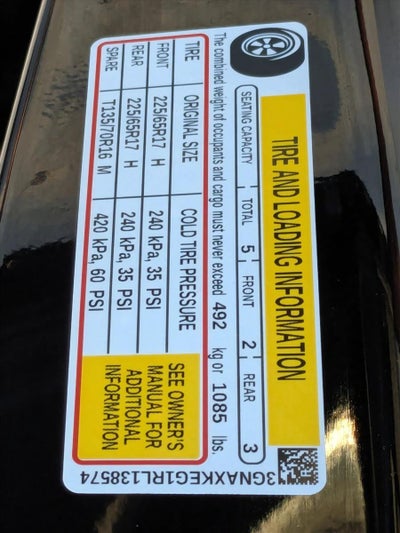 TIRE AND LOADING INFORMATION
SEATING CAPACITY TOTAL 5 FRONT 2 REAR 3
The combined weight of occupants and cargo must never exceed 492 kg or 1085 lbs.
TIRE ORIGINAL SIZE COLD TIRE PRESSURE
FRONT 225/65R17 H 240 kPa, 35 PSI
REAR 225/65R17 H 240 kPa, 35 PSI
SPARE T135/70R16 M 420 kPa, 60 PSI
SEE OWNER'S
MANUAL FOR
ADDITIONAL
INFORMATION
3GNAXKEG1RL138574